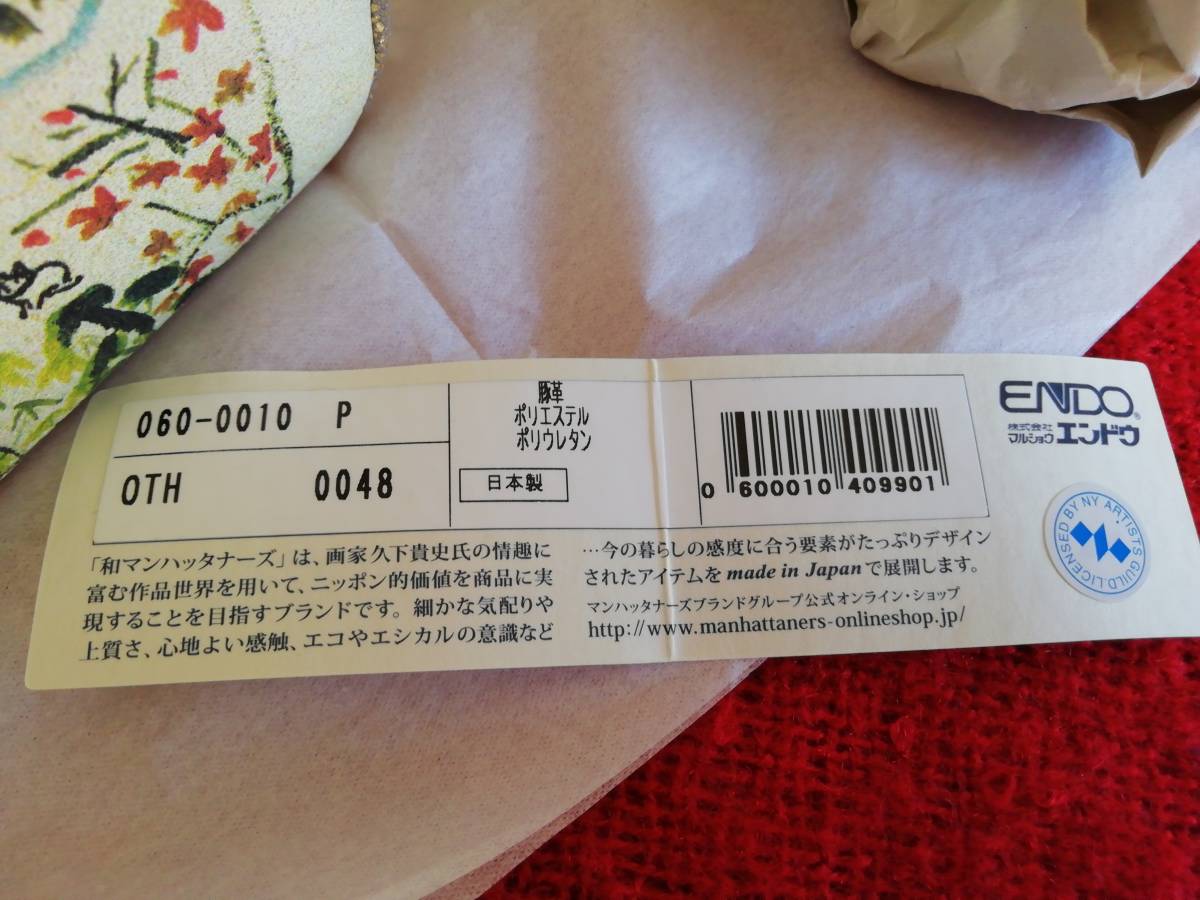 060-0010 P
OTH 0048
豚革
ポリエステル
ポリウレタン
日本製
0 600010 409901
ENDO®
株式会社
マルショウ エンドウ
LICENSED BY NY ARTISTS GUILD.
「和マンハッタナーズ」は、画家久下貴史氏の情趣に
富む作品世界を用いて、ニッポン的価値を商品に実
現することを目指すブランドです。細かな気配りや
上質さ、心地よい感触、エコやエシカルの意識など
…今の暮らしの感度に合う要素がたっぷりデザイン
されたアイテムを made in Japan で展開します。
マンハッタナーズブランドグループ公式オンライン・ショップ
http://www.manhattaners-onlineshop.jp/